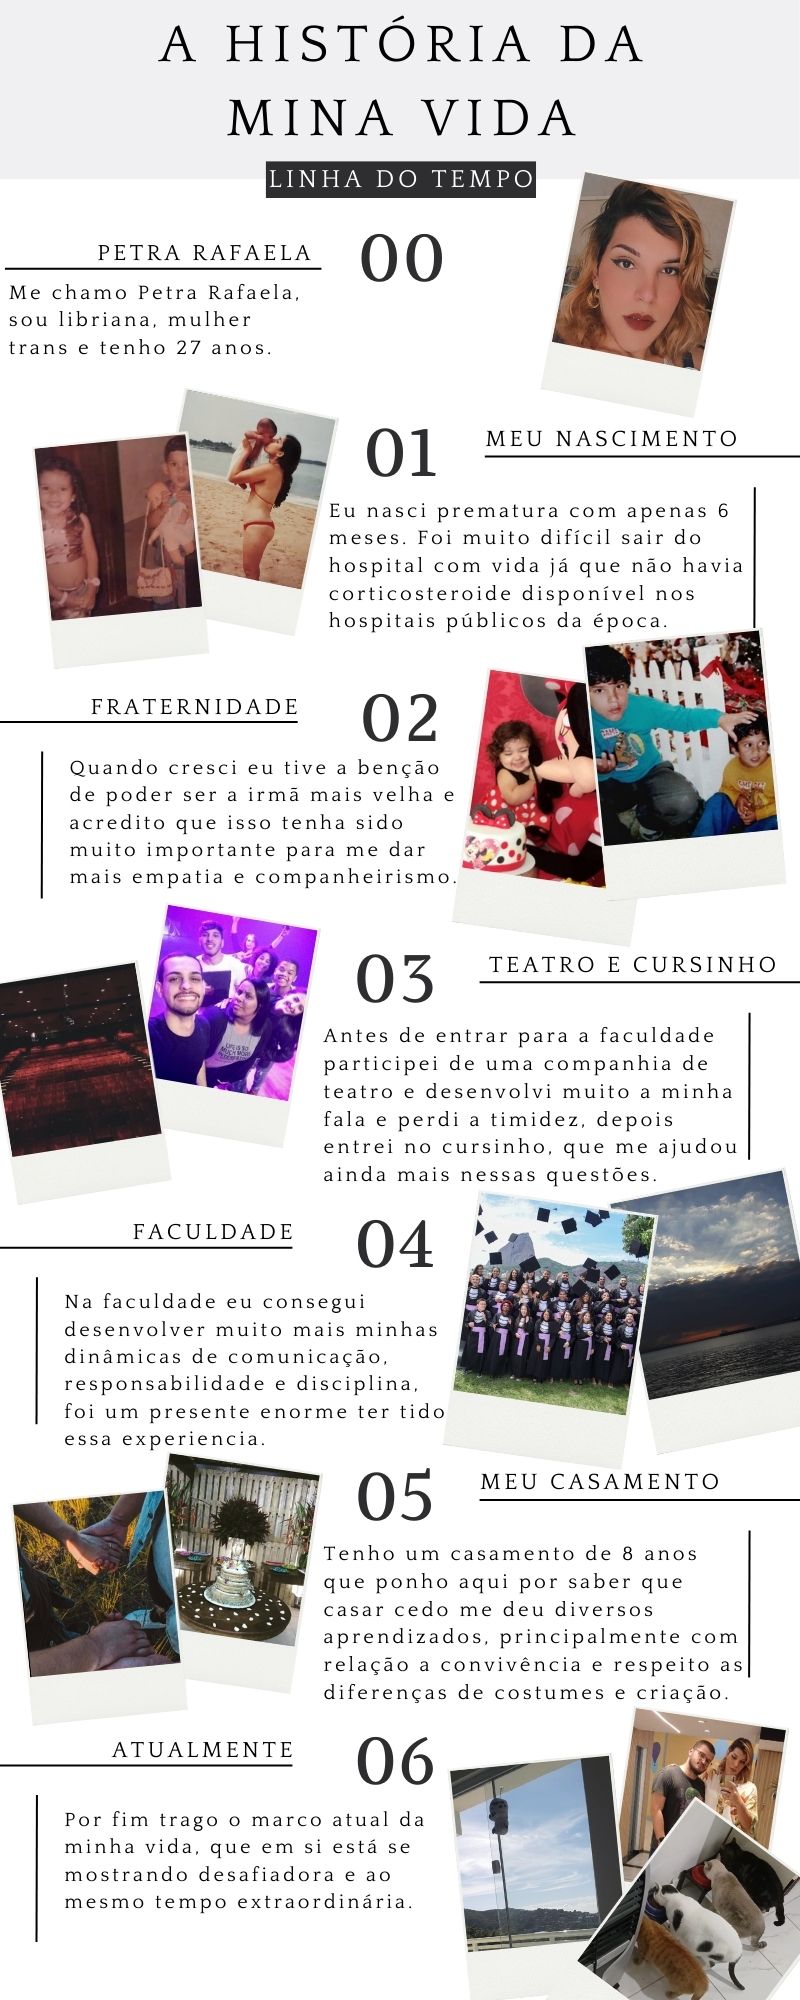 A HISTÓRIA DA
MINA VIDA
LINHA DO TEMPO
00
PETRA RAFAELA
Me chamo Petra Rafaela,
sou libriana, mulher
trans e tenho 27 anos.
01
MEU NASCIMENTO
Eu nasci prematura com apenas 6
meses. Foi muito difícil sair do
hospital com vida já que não havia
corticosteroide disponível nos
hospitais públicos da época.
02
FRATERNIDADE
Quando cresci eu tive a benção
de poder ser a irmã mais velha e
acredito que isso tenha sido
muito importante para me dar
mais empatia e companheirismo.
03
TEATRO E CURSINHO
LIFE IS SO
MUCH MORE
Antes de entrar para a faculdade
participei de uma companhia de
teatro e desenvolvi muito a minha
fala e perdi a timidez, depois
entrei no cursinho, que me ajudou
ainda mais nessas questões.
04
FACULDADE
Na faculdade eu consegui
desenvolver muito mais minhas
dinâmicas de comunicação,
responsabilidade e disciplina,
foi um presente enorme ter tido
essa experiencia.
05
MEU CASAMENTO
Tenho um casamento de 8 anos
que ponho aqui por saber que
casar cedo me deu diversos
aprendizados, principalmente com
relação a convivência e respeito as
diferenças de costumes e criação.
06
ATUALMENTE
Por fim trago o marco atual da
minha vida, que em si está se
mostrando desafiadora e ao
mesmo tempo extraordinária.